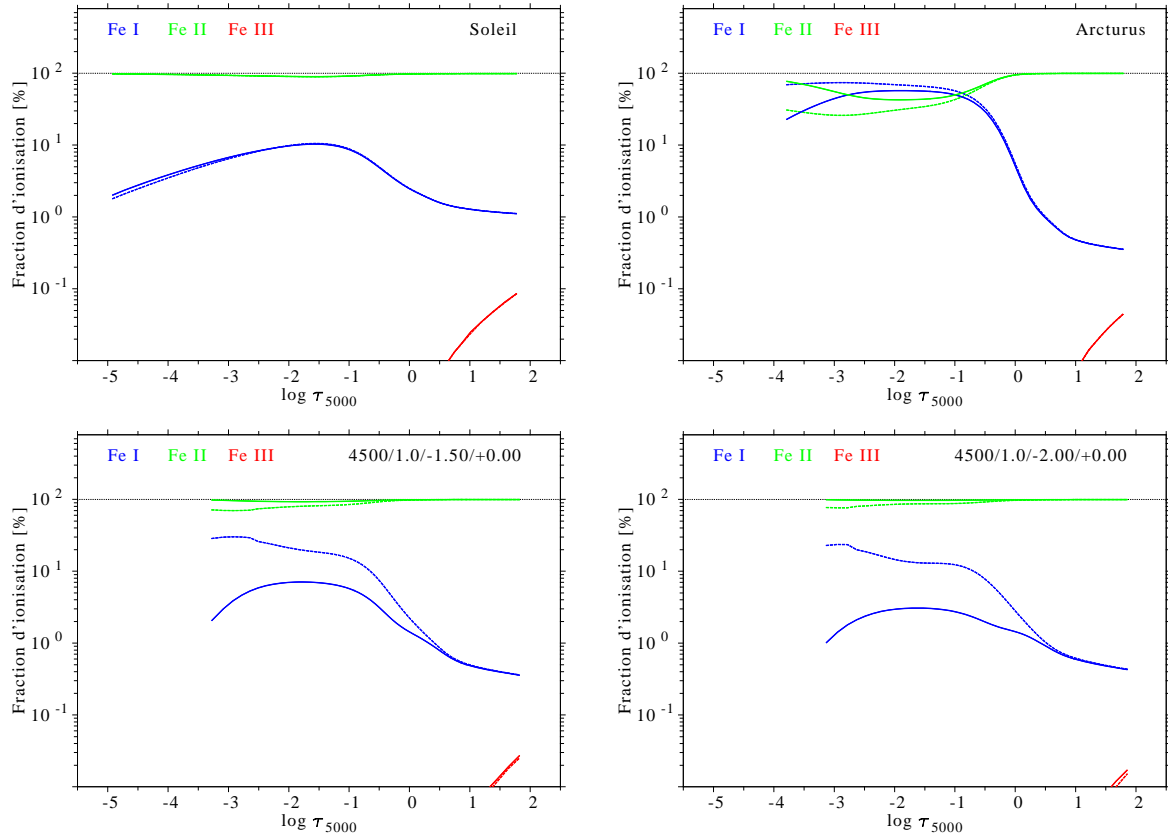 Fe I Fe II Fe III Soleil
Fraction d'ionisation [%]
10 2
10 1
10 0
10 -1
-5 -4 -3 -2 -1 0 1 2
log τ 5000
Fe I Fe II Fe III Arcturus
Fraction d'ionisation [%]
10 2
10 1
10 0
10 -1
-5 -4 -3 -2 -1 0 1 2
log τ 5000
Fe I Fe II Fe III 4500/1.0/-1.50/+0.00
Fraction d'ionisation [%]
10 2
10 1
10 0
10 -1
-5 -4 -3 -2 -1 0 1 2
log τ 5000
Fe I Fe II Fe III 4500/1.0/-2.00/+0.00
Fraction d'ionisation [%]
10 2
10 1
10 0
10 -1
-5 -4 -3 -2 -1 0 1 2
log τ 5000